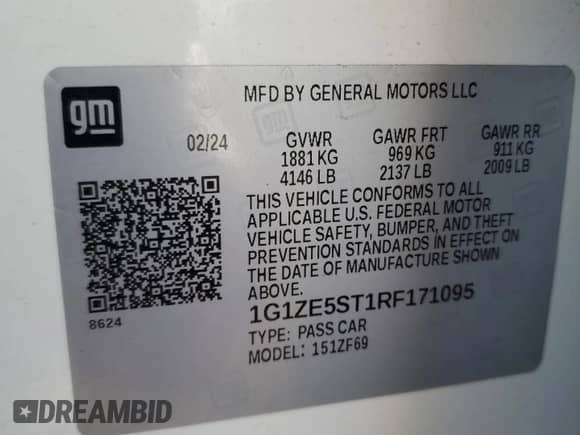 gm
MFD BY GENERAL MOTORS LLC
02/24 GVWR GAWR FRT GAWR RR
1881 KG 969 KG 911 KG
4146 LB 2137 LB 2009 LB
THIS VEHICLE CONFORMS TO ALL
APPLICABLE U.S. FEDERAL MOTOR
VEHICLE SAFETY, BUMPER, AND THEFT
PREVENTION STANDARDS IN EFFECT ON
THE DATE OF MANUFACTURE SHOWN
ABOVE.
8624
1G1ZE5ST1RF171095
TYPE: PASS CAR
MODEL: 151ZF69
DREAMBID